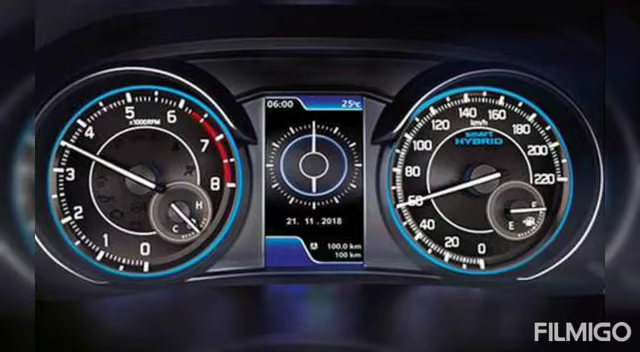 06:00 25°C
x1000RPM
0 1 2 3 4 5 6 7 8
H
C
21. 11. 2018
100.0 km
100 km
km/h
smart
HYBRID
0 20 40 60 80 100 120 140 160 180 200 220
F
E
FILMIGO